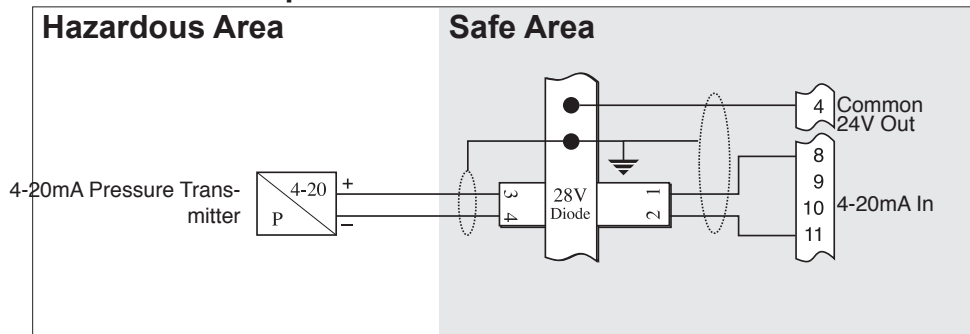 Hazardous Area
Safe Area
4
Common
24V Out
8
9
10
11
4-20mA In
4-20mA Pressure Trans-
mitter
4-20
P
+
–
3
4
28V
Diode
1
2